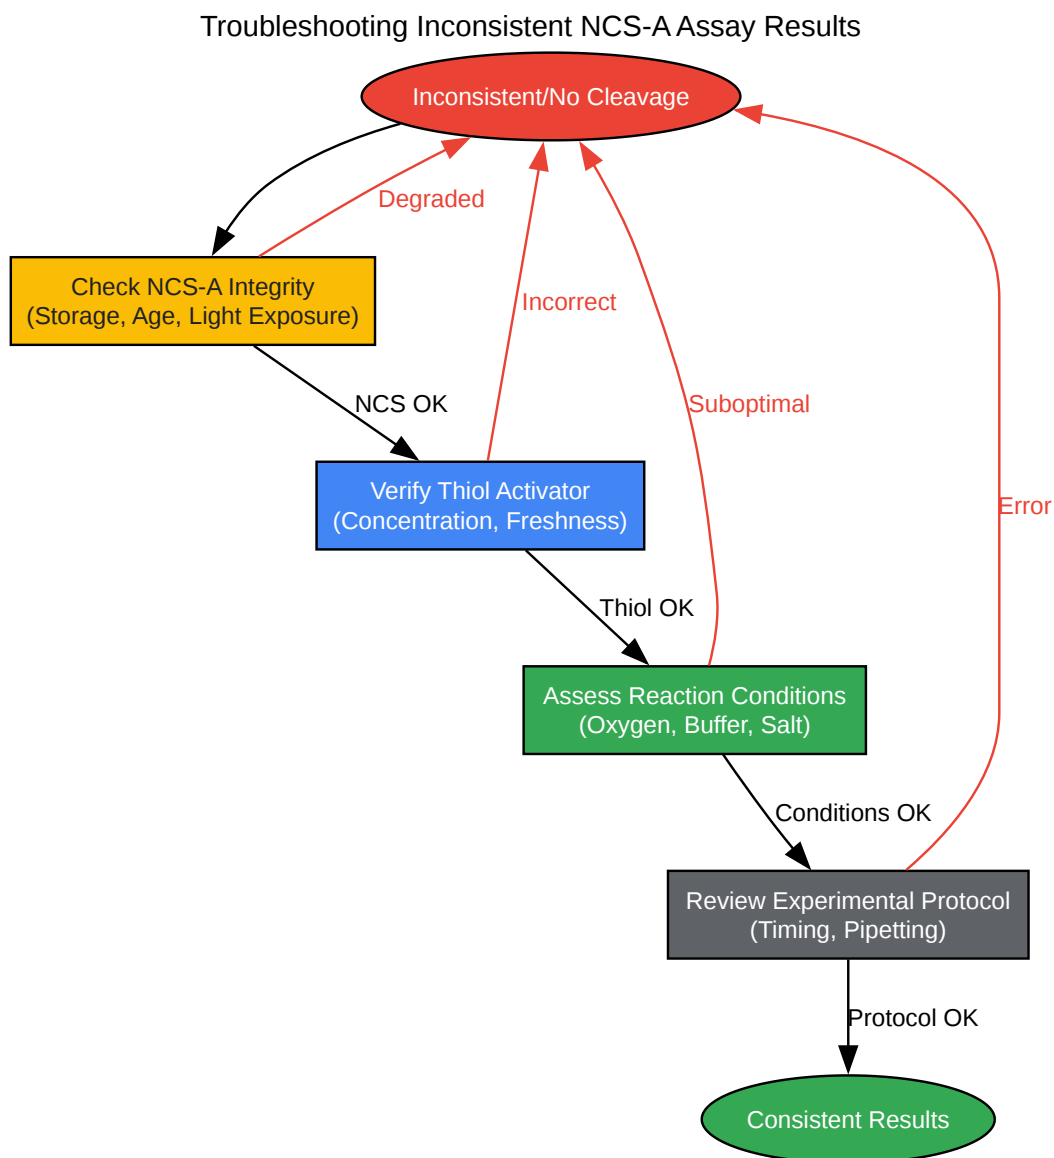 Troubleshooting Inconsistent NCS-A Assay Results
Inconsistent/No Cleavage
Degraded
Check NCS-A Integrity
(Storage, Age, Light Exposure)
Incorrect
NCS OK
Suboptimal
Verify Thiol Activator
(Concentration, Freshness)
Error
Thiol OK
Assess Reaction Conditions
(Oxygen, Buffer, Salt)
Conditions OK
Review Experimental Protocol
(Timing, Pipetting)
Protocol OK
Consistent Results